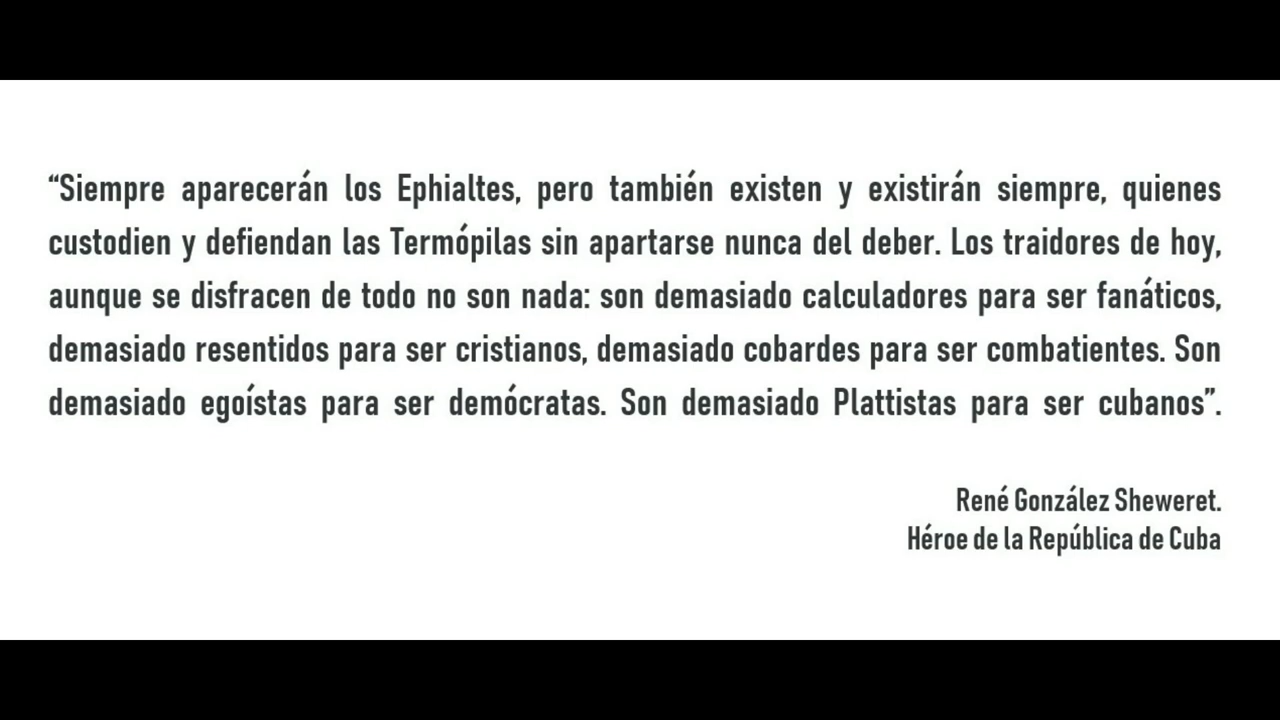 “Siempre aparecerán los Ephialtes, pero también existen y existirán siempre, quienes
custodien y defiendan las Termópilas sin apartarse nunca del deber. Los traidores de hoy,
aunque se disfracen de todo no son nada: son demasiado calculadores para ser fanáticos,
demasiado resentidos para ser cristianos, demasiado cobardes para ser combatientes. Son
demasiado egoístas para ser demócratas. Son demasiado Plattistas para ser cubanos”.
René González Sheweret.
Héroe de la República de Cuba